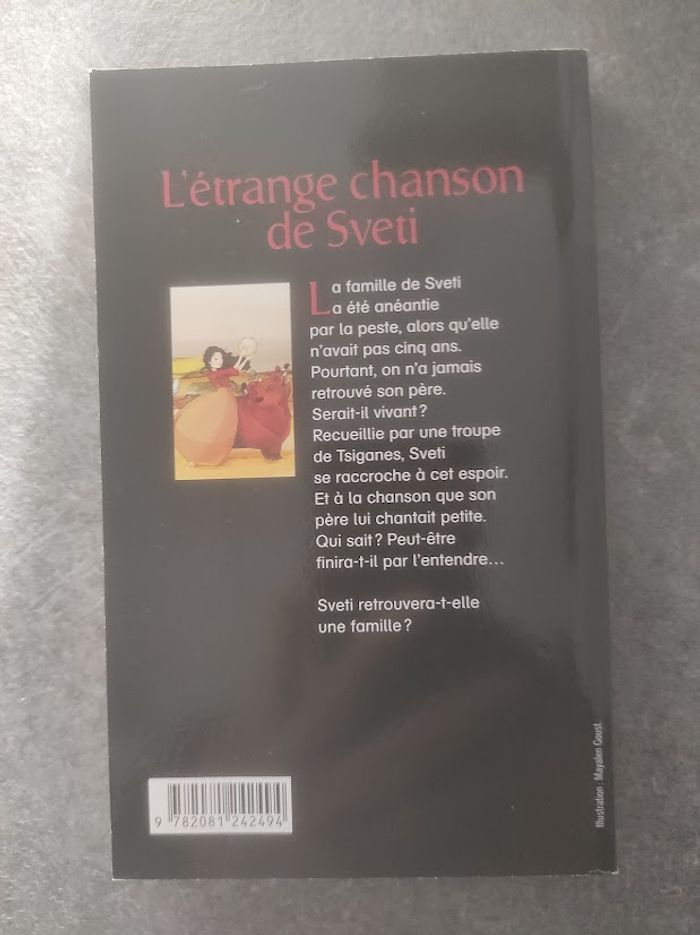 L'étrange chanson
de Sveti
La famille de Sveti
a été anéantie
par la peste, alors qu'elle
n'avait pas cinq ans.
Pourtant, on n'a jamais
retrouvé son père.
Serait-il vivant ?
Recueillie par une troupe
de Tsiganes, Sveti
se raccroche à cet espoir.
Et à la chanson que son
père lui chantait petite.
Qui sait ? Peut-être
finira-t-il par l'entendre...
Sveti retrouvera-t-elle
une famille ?
Illustration : Mayalen Goust
9 782081 242494